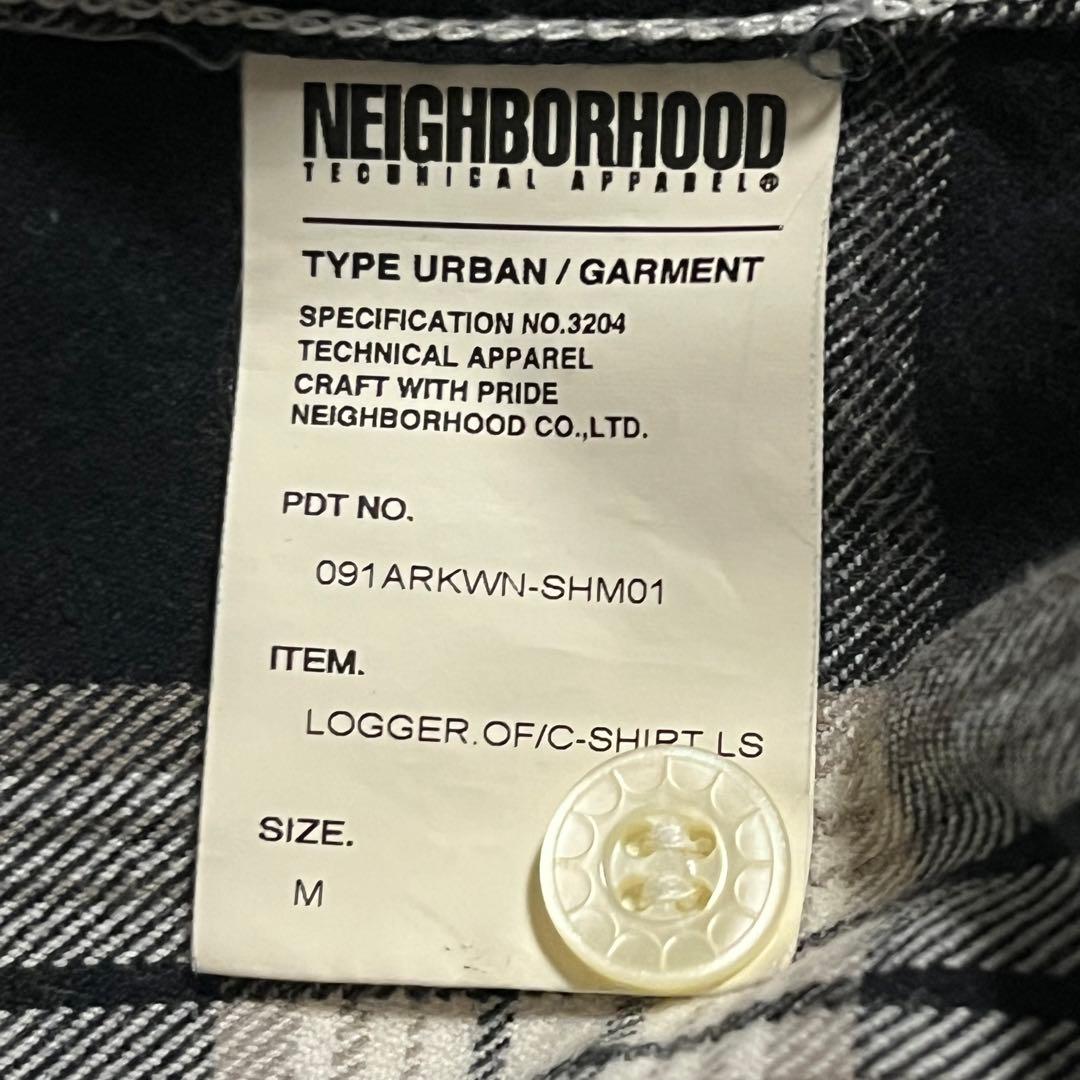 NEIGHBORHOOD
TECHNICAL APPAREL®
TYPE URBAN / GARMENT
SPECIFICATION NO.3204
TECHNICAL APPAREL
CRAFT WITH PRIDE
NEIGHBORHOOD CO.,LTD.
PDT NO.
091ARKWN-SHM01
ITEM.
LOGGER.OF/C-SHIRT.LS
SIZE.
M